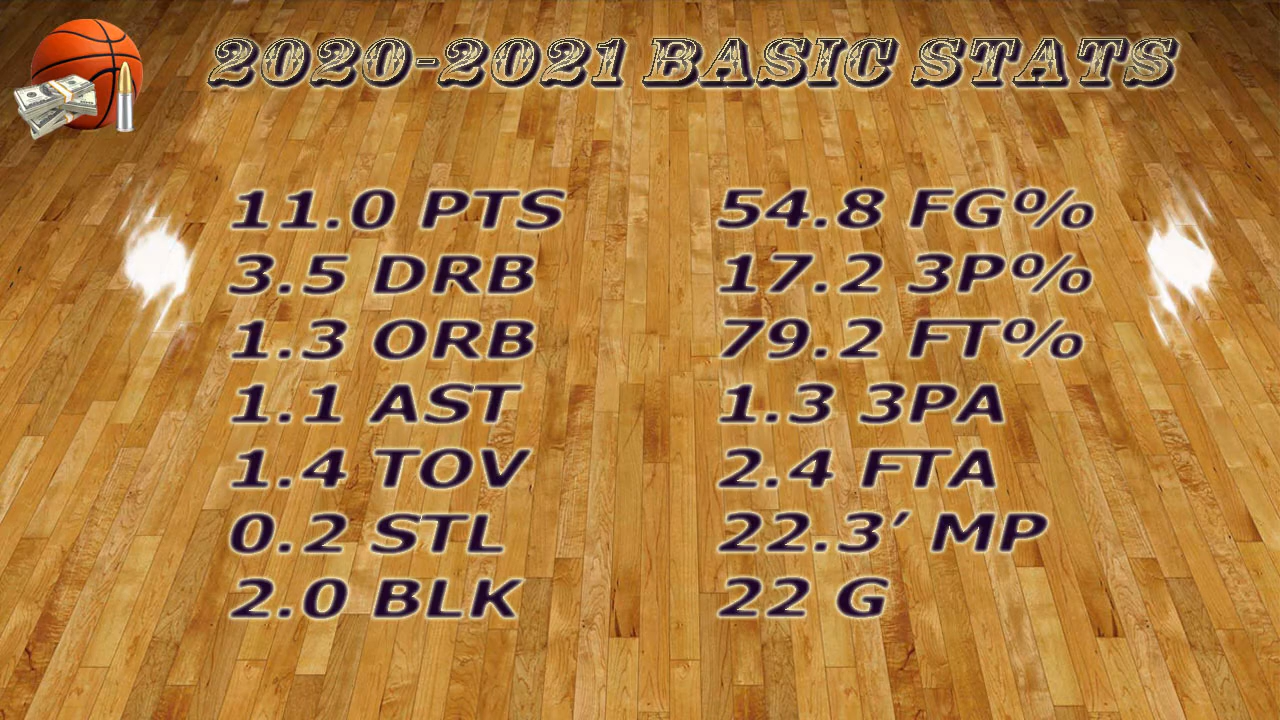 2020-2021 BASIC STATS
11.0 PTS
3.5 DRB
1.3 ORB
1.1 AST
1.4 TOV
0.2 STL
2.0 BLK
54.8 FG%
17.2 3P%
79.2 FT%
1.3 3PA
2.4 FTA
22.3′ MP
22 G